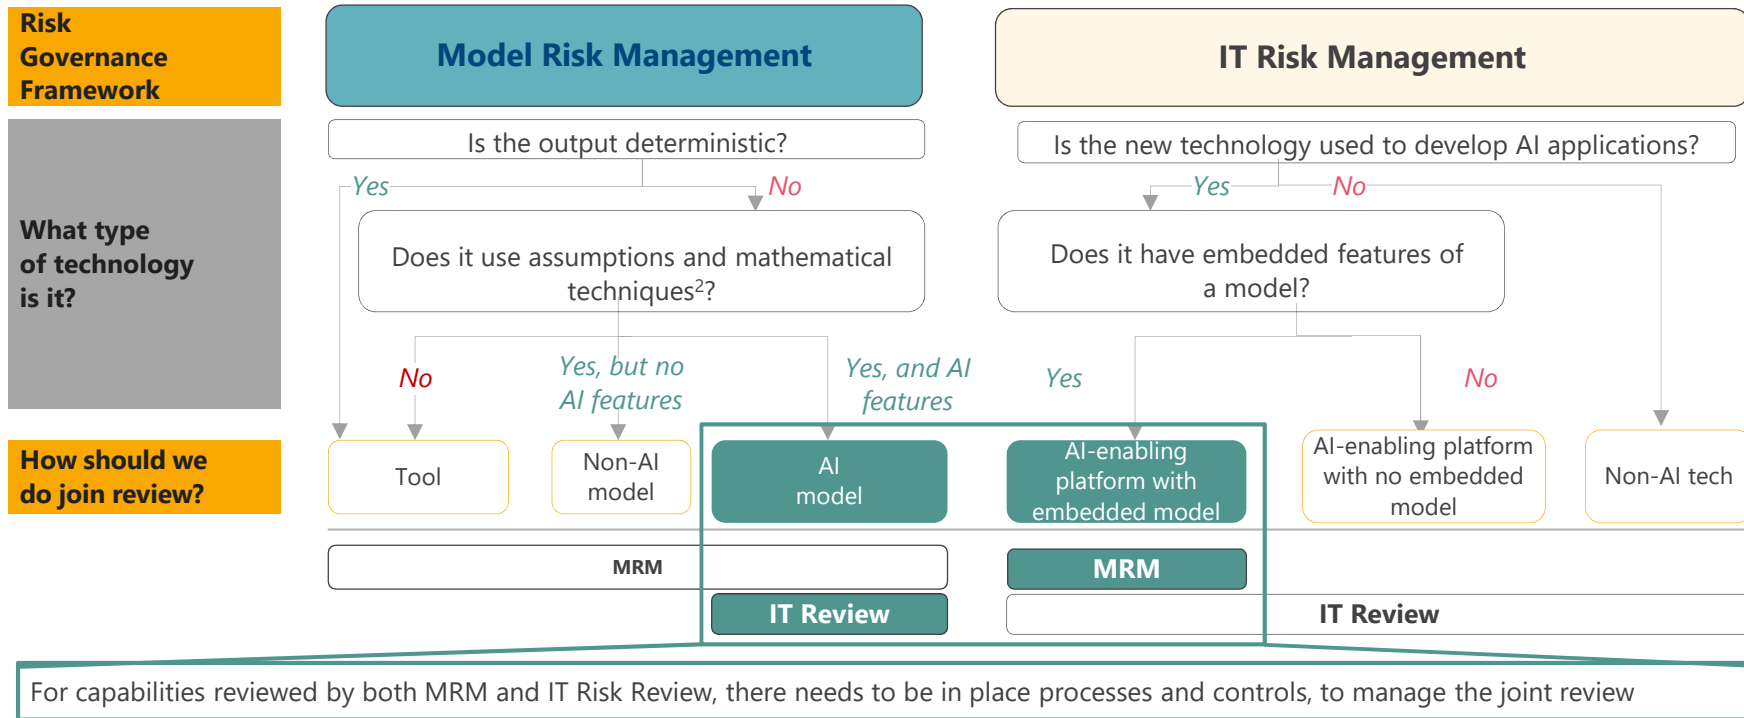 Risk
Governance
Framework
Model Risk Management
IT Risk Management
What type
of technology
is it?
Is the output deterministic?
Is the new technology used to develop AI applications?
Yes
No
Yes
No
Does it use assumptions and mathematical
techniques²?
Does it have embedded features of
a model?
No
Yes, but no
AI features
Yes, and AI
features
Yes
No
How should we
do join review?
Tool
Non-AI
model
AI
model
AI-enabling
platform with
embedded model
AI-enabling platform
with no embedded
model
Non-AI tech
MRM
MRM
IT Review
IT Review
For capabilities reviewed by both MRM and IT Risk Review, there needs to be in place processes and controls, to manage the joint review